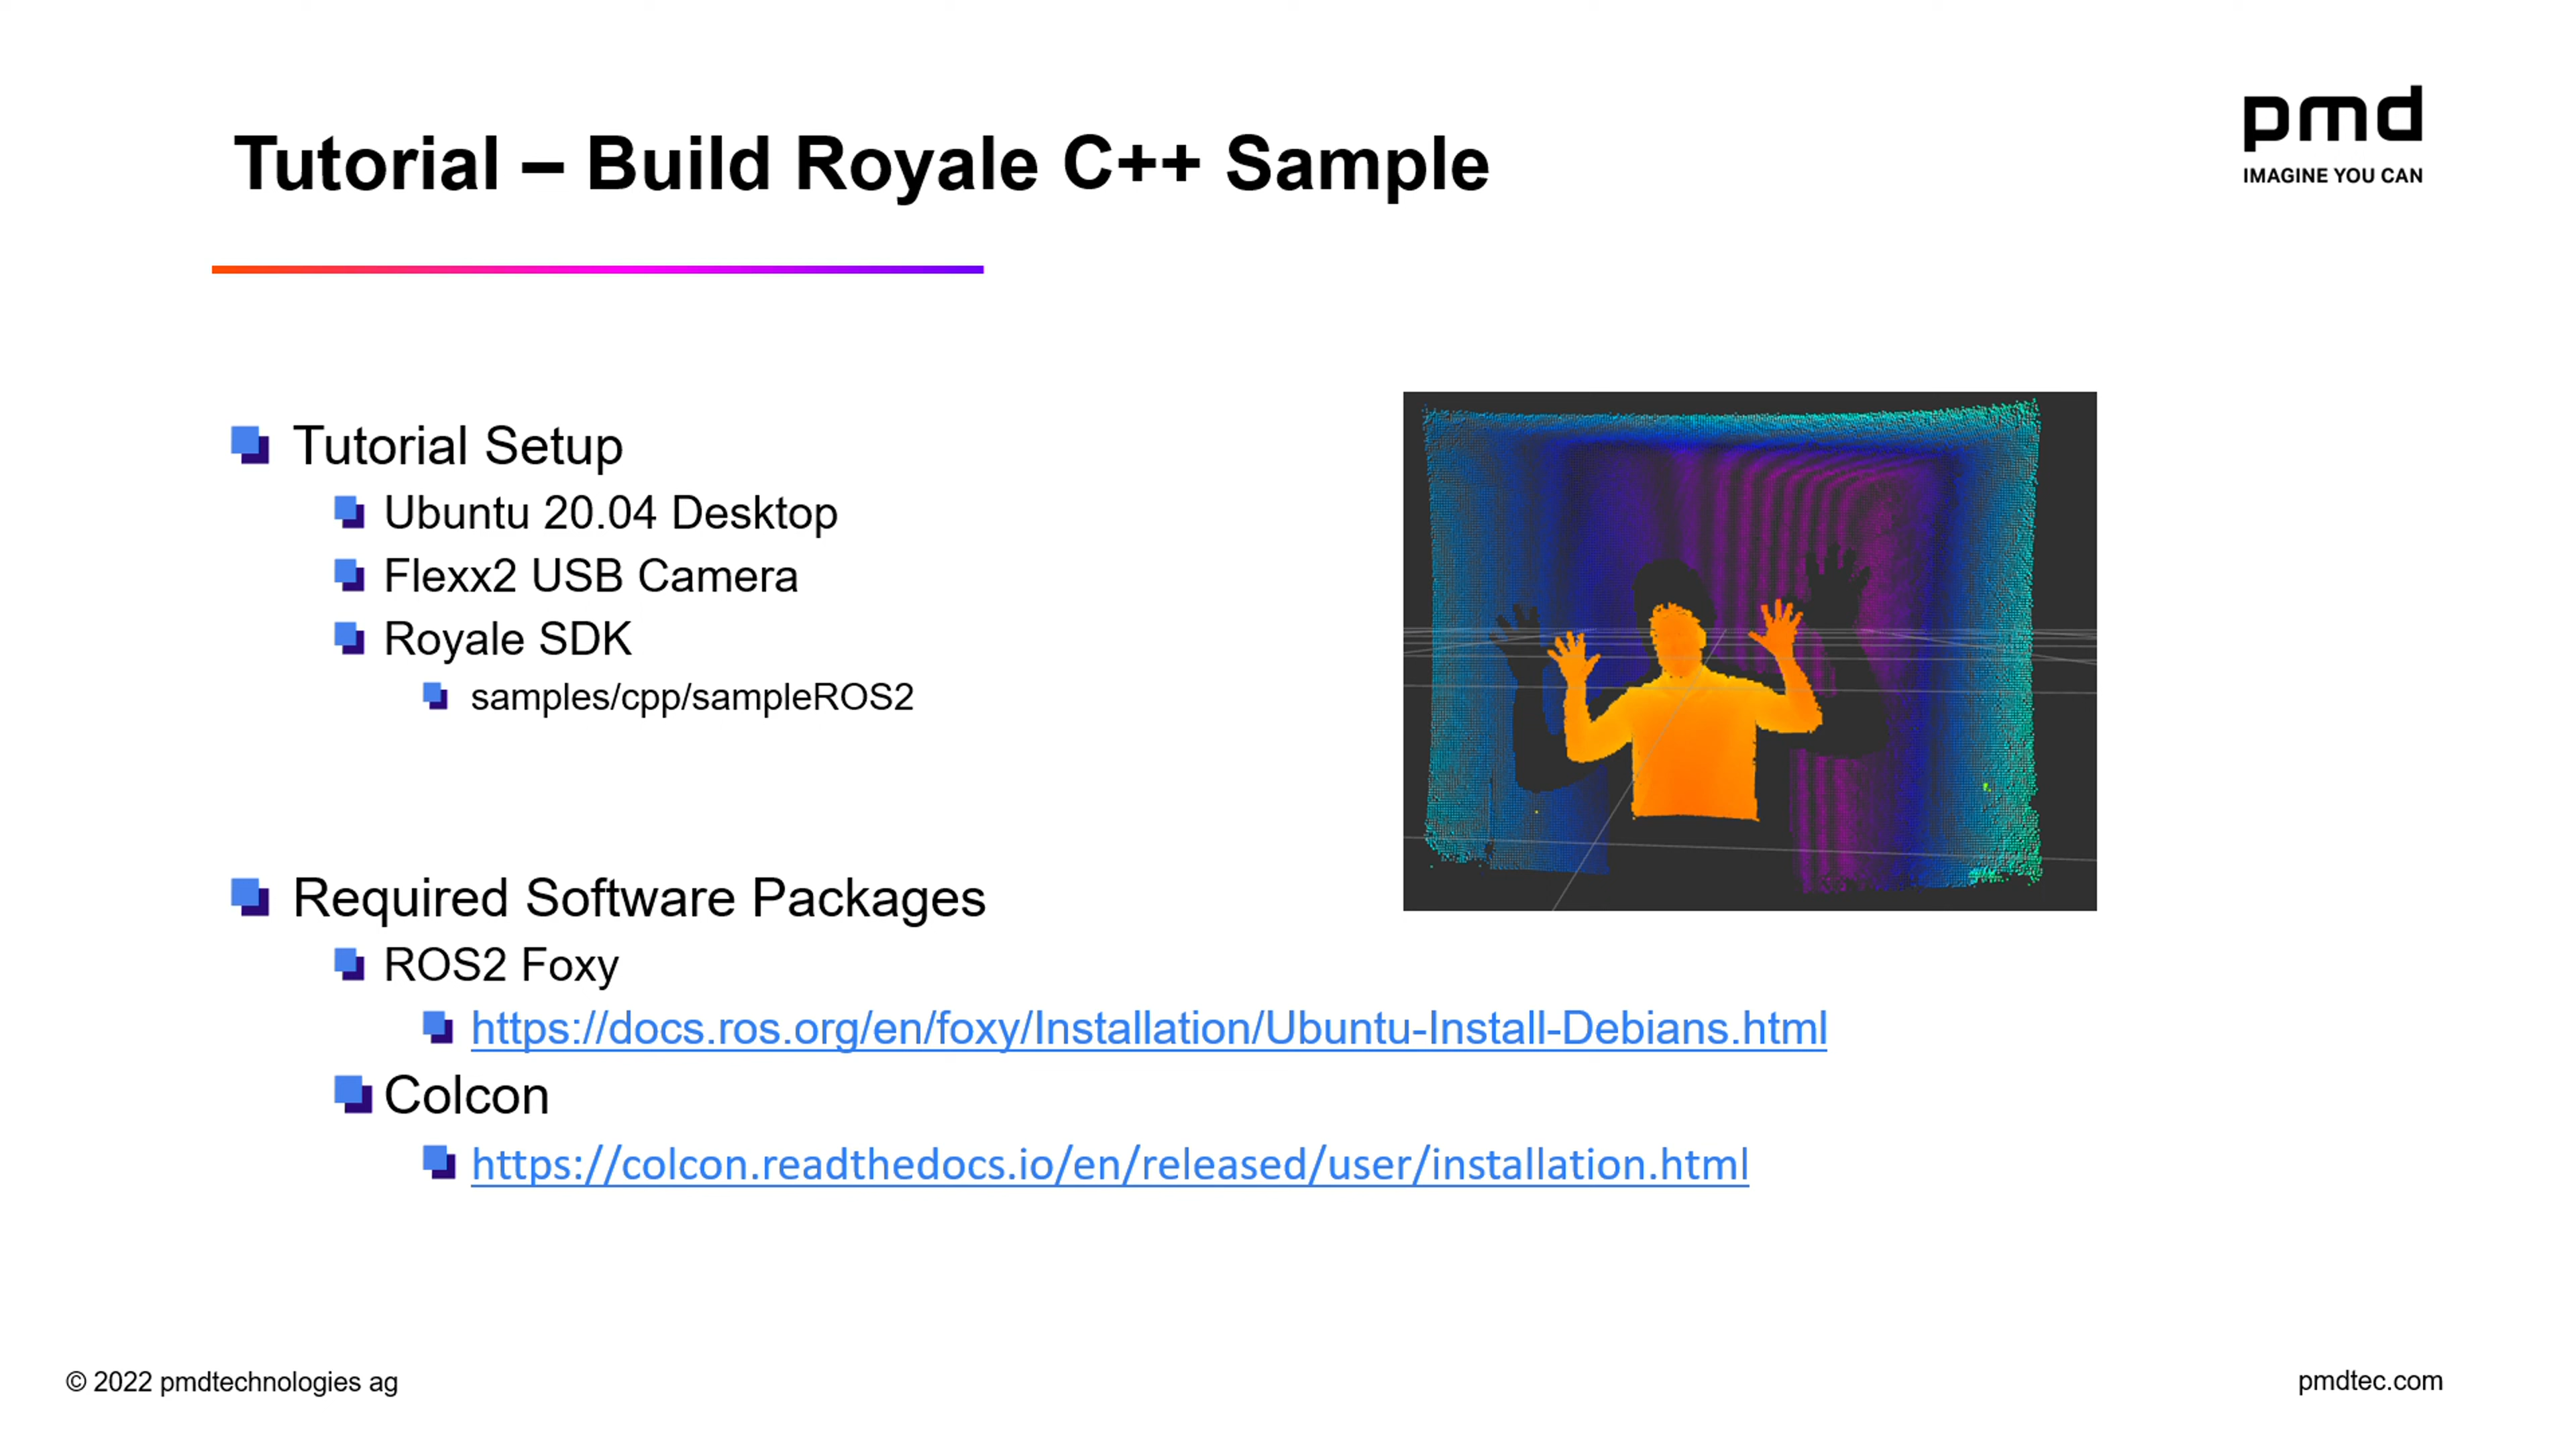 Tutorial – Build Royale C++ Sample
pmd
IMAGINE YOU CAN
Tutorial Setup
Ubuntu 20.04 Desktop
Flexx2 USB Camera
Royale SDK
samples/cpp/sampleROS2
Required Software Packages
ROS2 Foxy
https://docs.ros.org/en/foxy/Installation/Ubuntu-Install-Debians.html
Colcon
https://colcon.readthedocs.io/en/released/user/installation.html
© 2022 pmdtechnologies ag
pmdtec.com